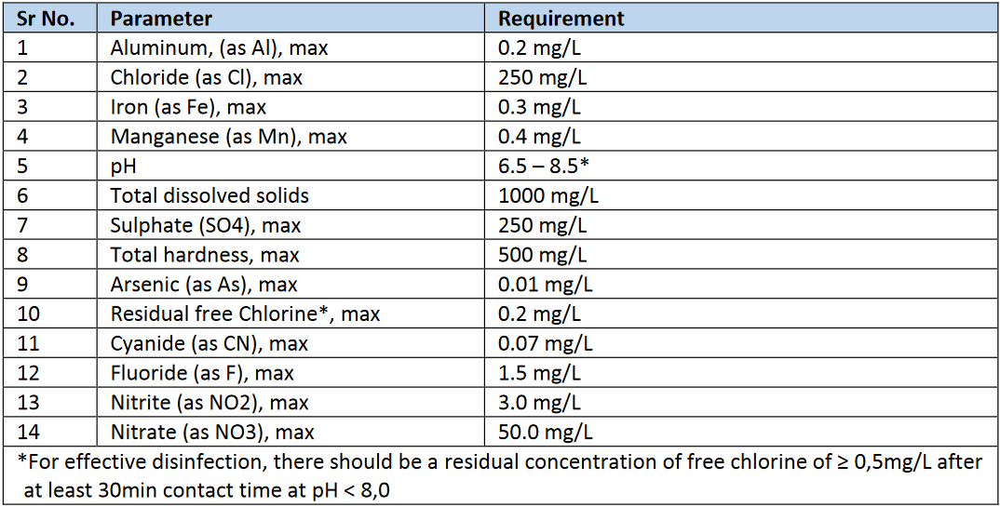 Sr No. Parameter Requirement
1 Aluminum, (as Al), max 0.2 mg/L
2 Chloride (as Cl), max 250 mg/L
3 Iron (as Fe), max 0.3 mg/L
4 Manganese (as Mn), max 0.4 mg/L
5 pH 6.5 – 8.5*
6 Total dissolved solids 1000 mg/L
7 Sulphate (SO4), max 250 mg/L
8 Total hardness, max 500 mg/L
9 Arsenic (as As), max 0.01 mg/L
10 Residual free Chlorine*, max 0.2 mg/L
11 Cyanide (as CN), max 0.07 mg/L
12 Fluoride (as F), max 1.5 mg/L
13 Nitrite (as NO2), max 3.0 mg/L
14 Nitrate (as NO3), max 50.0 mg/L
*For effective disinfection, there should be a residual concentration of free chlorine of ≥ 0,5mg/L after
at least 30min contact time at pH < 8,0